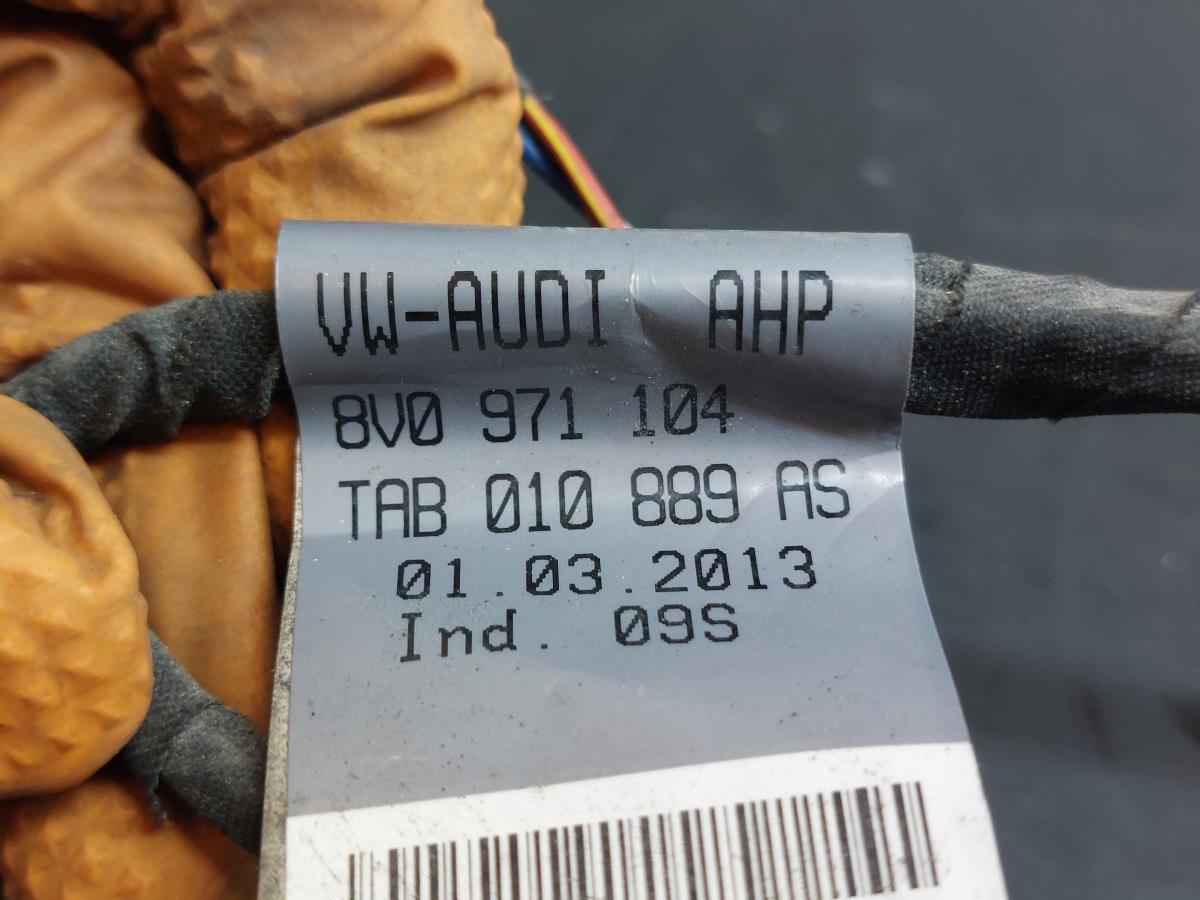 VW-AUDI AHP
8V0 971 104
TAB 010 889 AS
01.03.2013
Ind. 09S